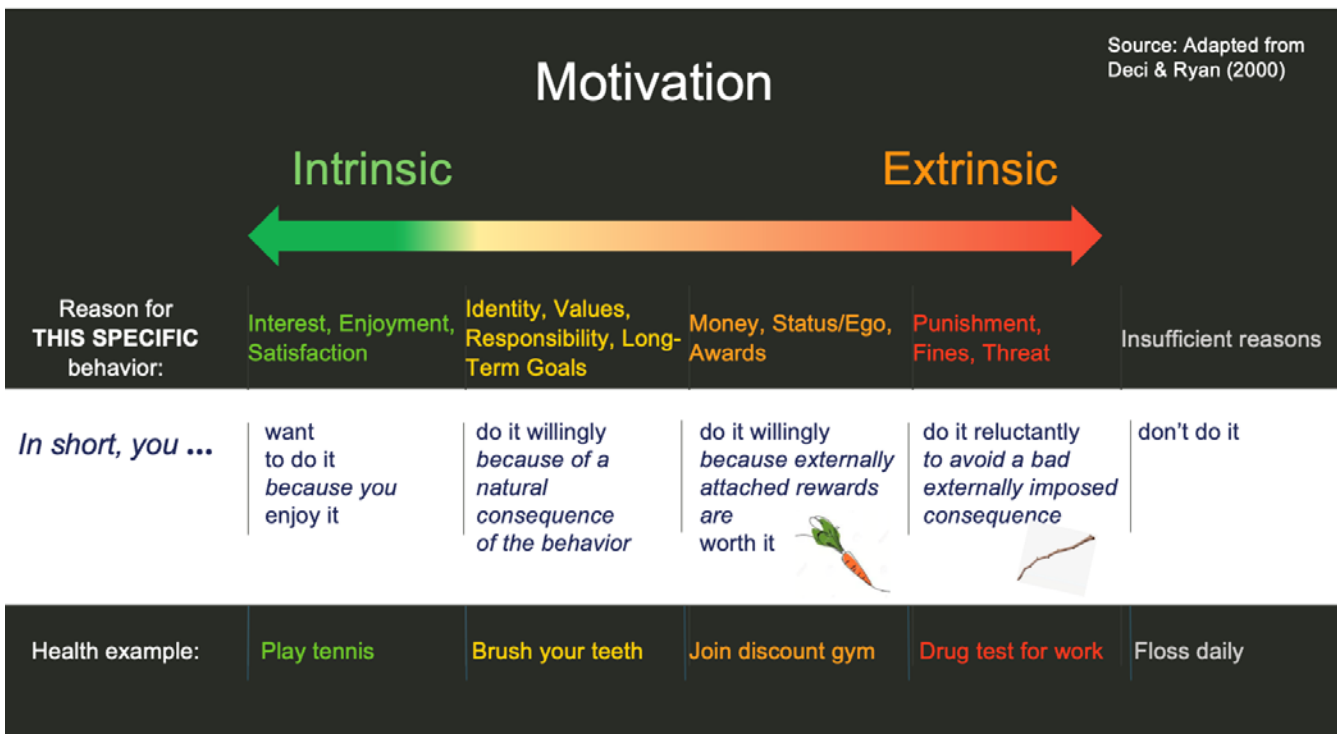 Source: Adapted from
Deci & Ryan (2000)
Motivation
Intrinsic
Extrinsic
Reason for
THIS SPECIFIC
behavior:
Interest, Enjoyment,
Satisfaction
Identity, Values,
Responsibility, Long-
Term Goals
Money, Status/Ego,
Awards
Punishment,
Fines, Threat
Insufficient reasons
In short, you ...
want
to do it
because you
enjoy it
do it willingly
because of a
natural
consequence
of the behavior
do it willingly
because externally
attached rewards
are
worth it
do it reluctantly
to avoid a bad
externally imposed
consequence
don't do it
Health example:
Play tennis
Brush your teeth
Join discount gym
Drug test for work
Floss daily